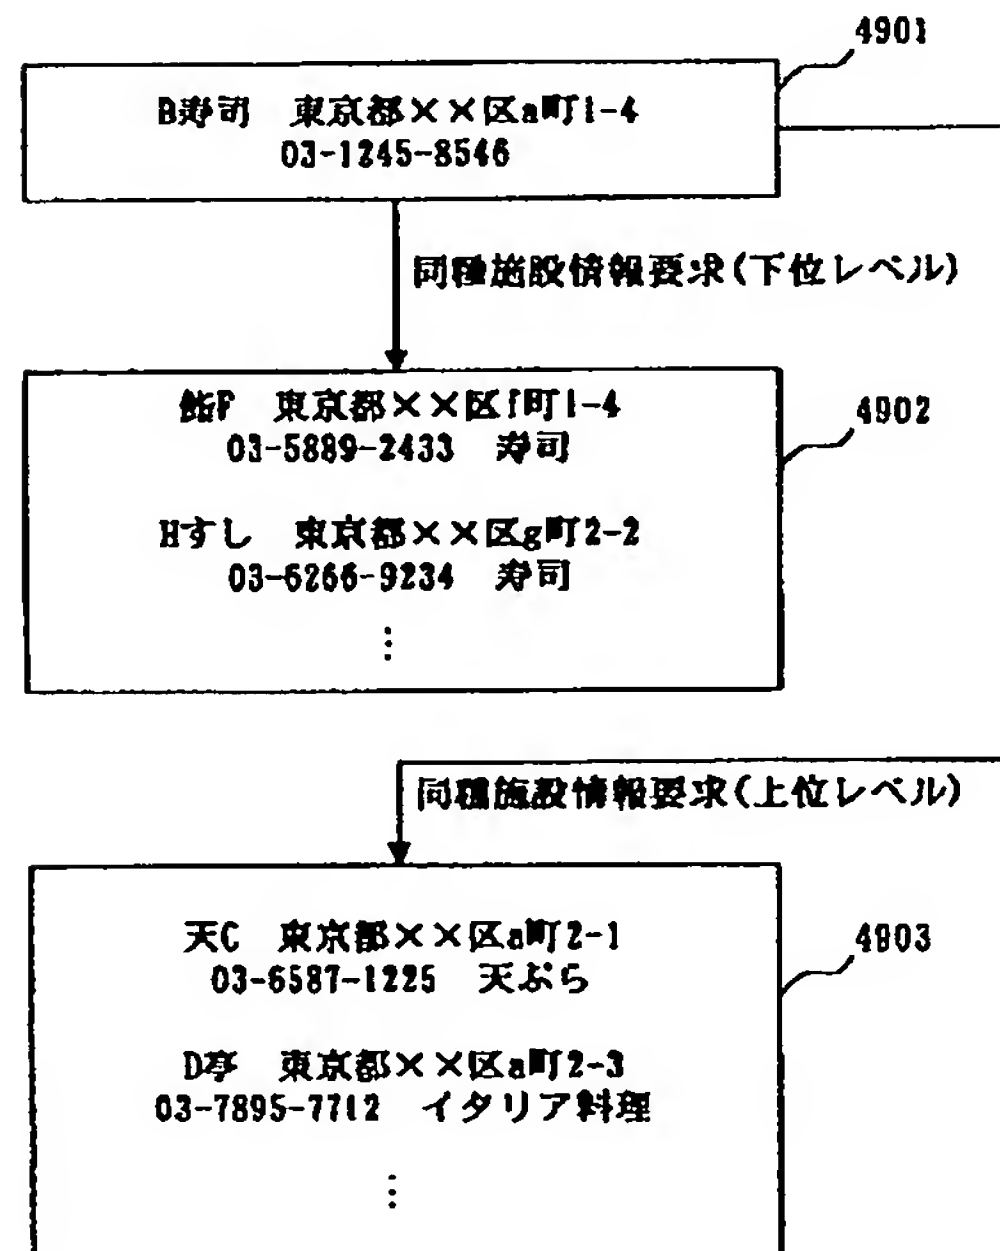 4901
B寿司 東京都××区a町1-4
03-1245-8546
同種施設情報要求(下位レベル)
4902
鮨F 東京都××区f町1-4
03-5889-2433 寿司
Hすし 東京都××区g町2-2
03-6266-9234 寿司
⋮
同種施設情報要求(上位レベル)
4903
天C 東京都××区a町2-1
03-6587-1225 天ぷら
D亭 東京都××区a町2-3
03-7895-7712 イタリア料理
⋮